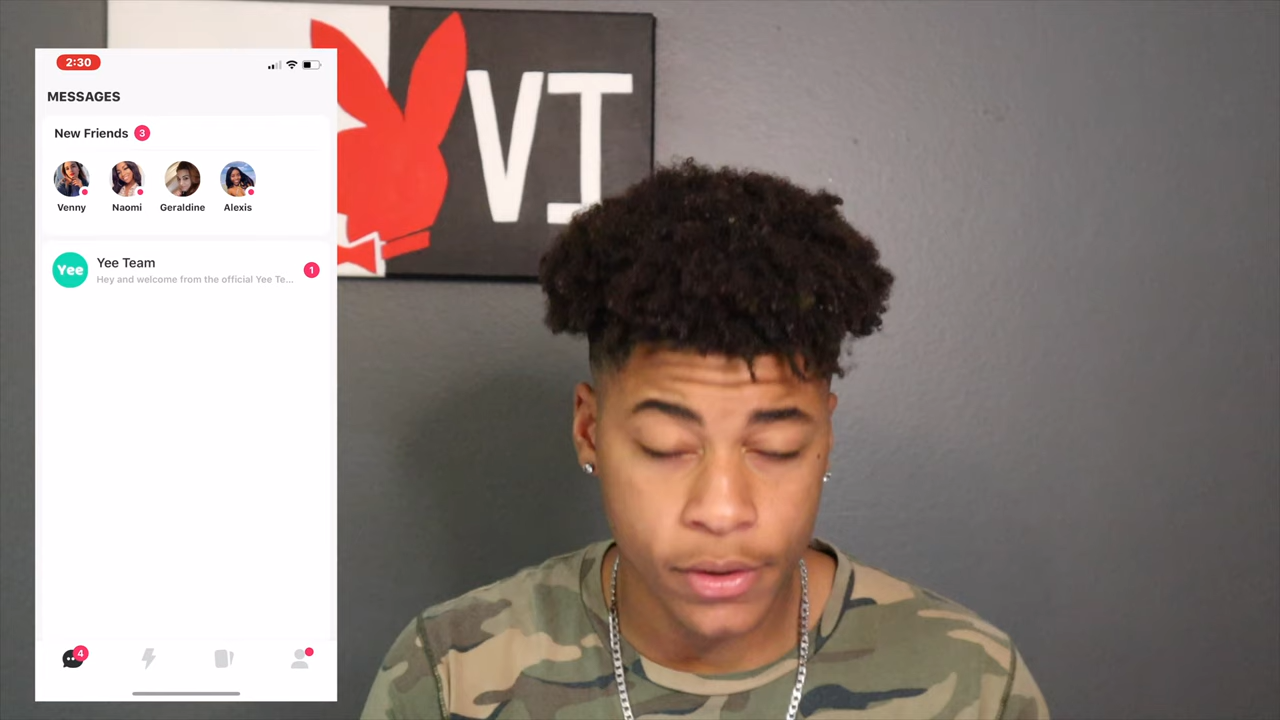 2:30
MESSAGES
New Friends 3
Venny Naomi Geraldine Alexis
Yee
Yee Team
1
Hey and welcome from the official Yee Te...
4
VI